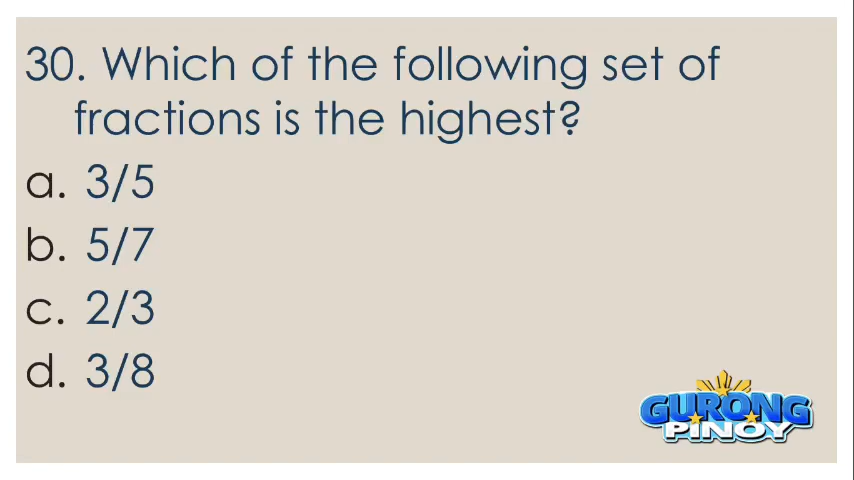 30. Which of the following set of
fractions is the highest?
a. 3/5
b. 5/7
c. 2/3
d. 3/8
GURONG
PINOY